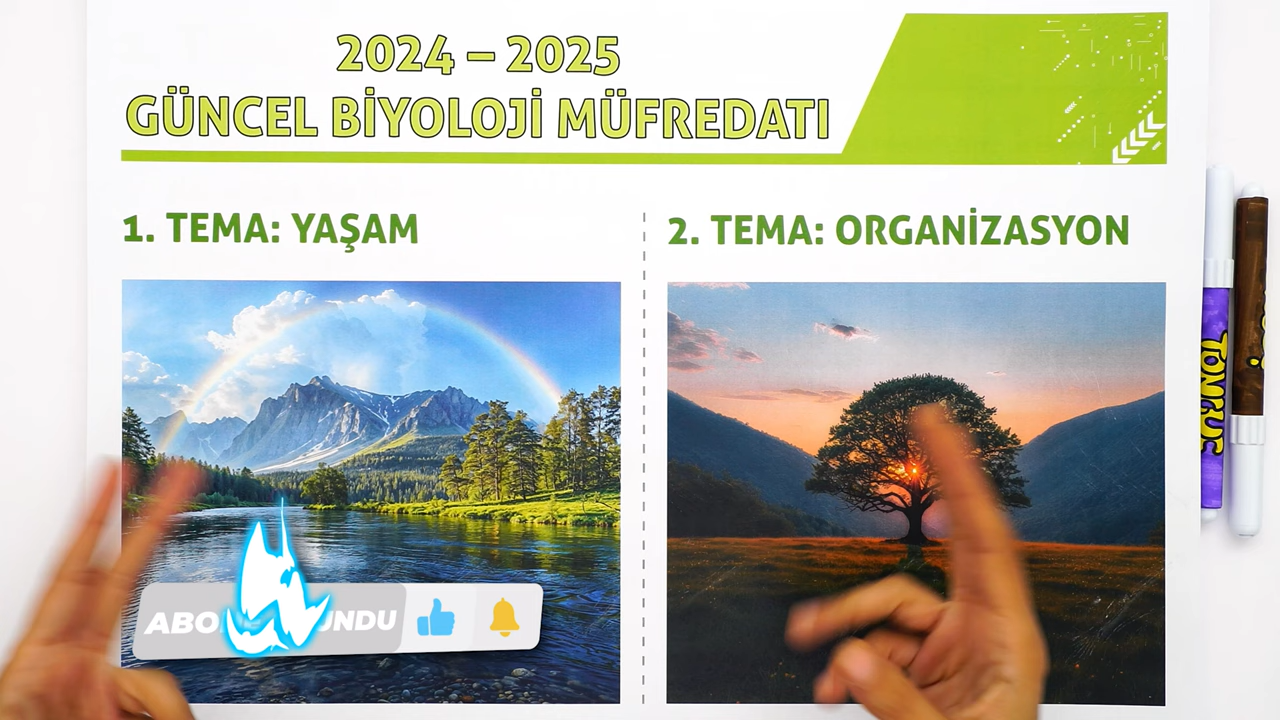 2024 – 2025
GÜNCEL BİYOLOJİ MÜFREDATI
1. TEMA: YAŞAM
2. TEMA: ORGANİZASYON